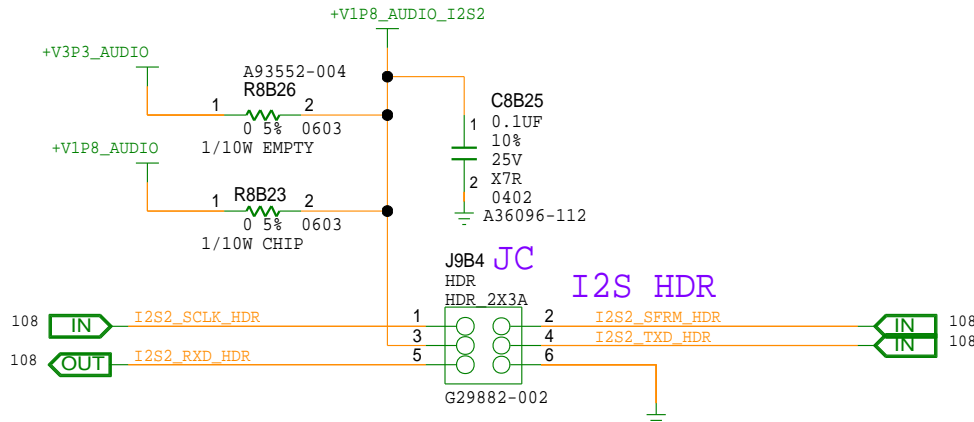 +V1P8_AUDIO_I2S2
+V3P3_AUDIO
A93552-004
R8B26
1 2
0 5% 0603
1/10W EMPTY
+V1P8_AUDIO
R8B23
1 2
0 5% 0603
1/10W CHIP
C8B25
1 0.1UF
10%
25V
2 X7R
0402
A36096-112
J9B4 JC
HDR
HDR_2X3A
I2S HDR
108 IN I2S2_SCLK_HDR 1 2 I2S2_SFRM_HDR IN 108
3 4 I2S2_TXD_HDR IN 108
108 OUT I2S2_RXD_HDR 5 6
G29882-002